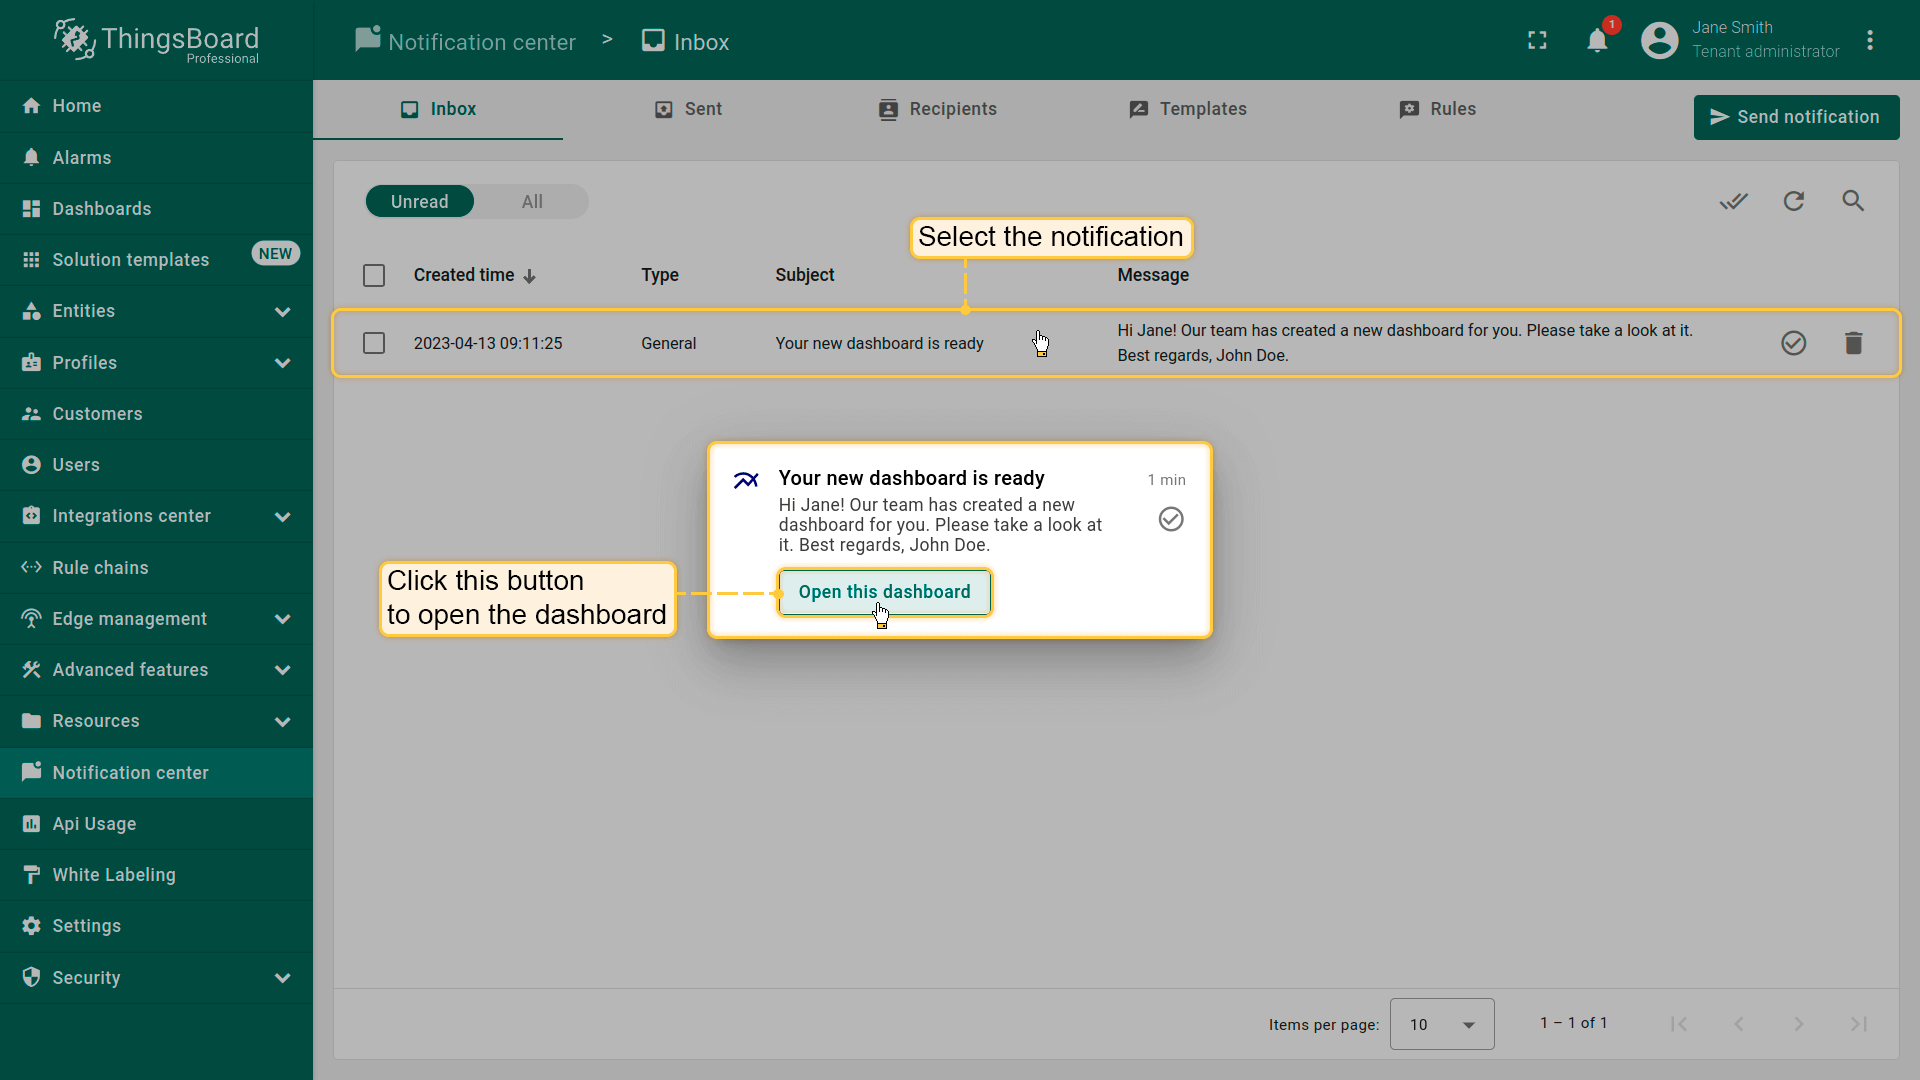 ThingsBoard
Professional
Notification center > Inbox
1
Jane Smith
Tenant administrator
Home
Alarms
Dashboards
Solution templates NEW
Entities
Profiles
Customers
Users
Integrations center
Rule chains
Edge management
Advanced features
Resources
Notification center
Api Usage
White Labeling
Settings
Security
Inbox
Sent
Recipients
Templates
Rules
Send notification
Unread
All
Select the notification
Created time
Type
Subject
Message
2023-04-13 09:11:25
General
Your new dashboard is ready
Hi Jane! Our team has created a new dashboard for you. Please take a look at it.
Best regards, John Doe.
Your new dashboard is ready
1 min
Hi Jane! Our team has created a new
dashboard for you. Please take a look at
it. Best regards, John Doe.
Open this dashboard
Click this button
to open the dashboard
Items per page: 10
1 – 1 of 1